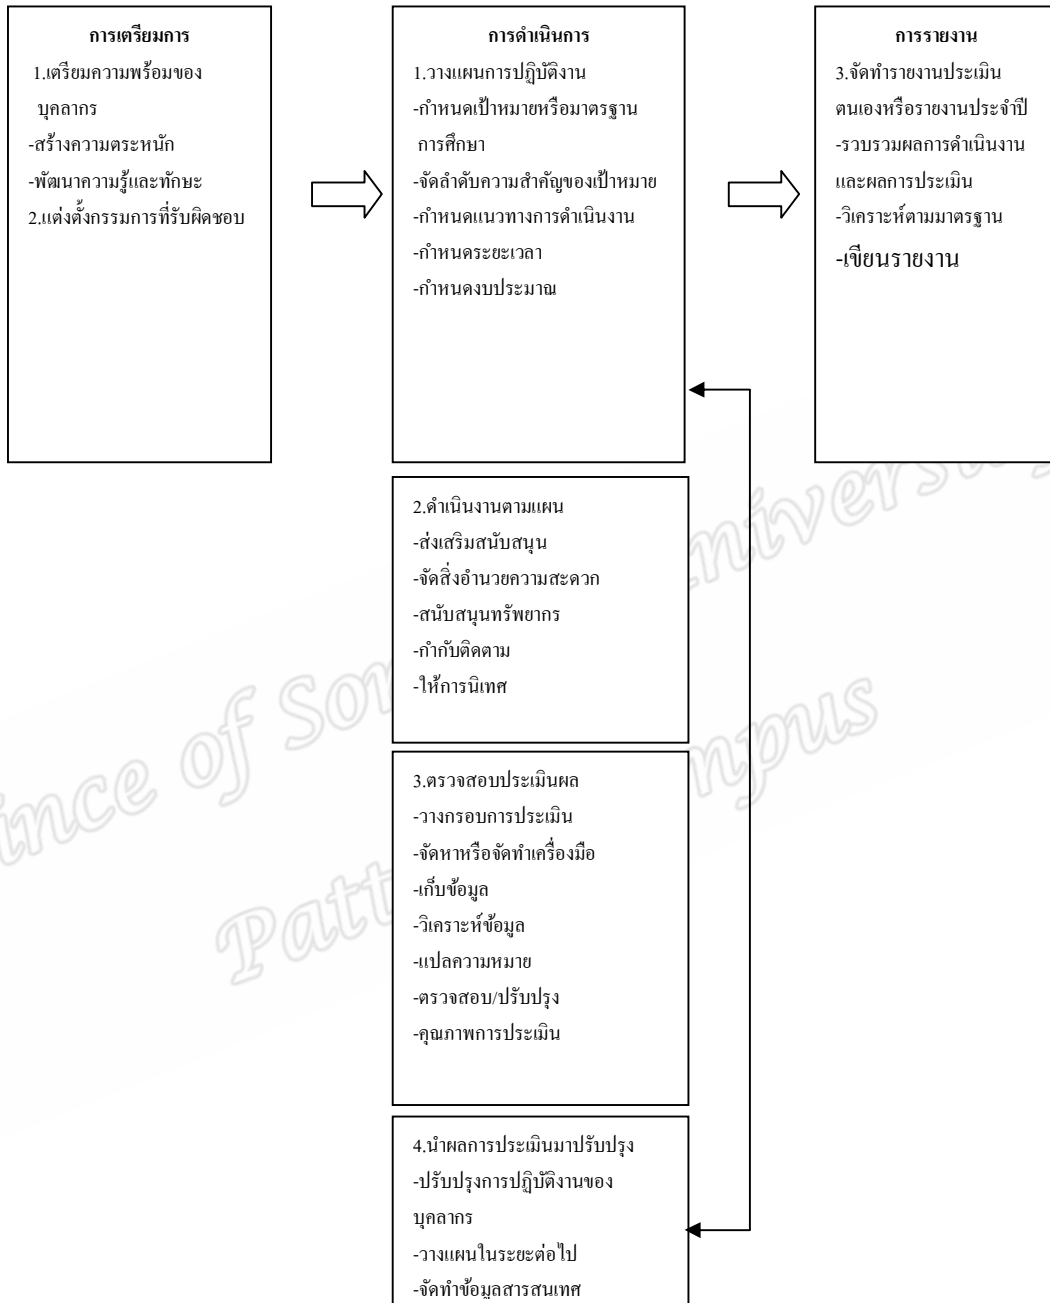 การเตรียมการ
1.เตรียมความพร้อมของ
บุคลากร
-สร้างความตระหนัก
-พัฒนาความรู้และทักษะ
2.แต่งตั้งกรรมการที่รับผิดชอบ
การดำเนินการ
1.วางแผนการปฏิบัติงาน
-กำหนดเป้าหมายหรือมาตรฐาน
การศึกษา
-จัดลำดับความสำคัญของเป้าหมาย
-กำหนดแนวทางการดำเนินงาน
-กำหนดระยะเวลา
-กำหนดงบประมาณ
การรายงาน
3.จัดทำรายงานประเมิน
ตนเองหรือรายงานประจำปี
-รวบรวมผลการดำเนินงาน
และผลการประเมิน
-วิเคราะห์ตามมาตรฐาน
-เขียนรายงาน
2.ดำเนินงานตามแผน
-ส่งเสริมสนับสนุน
-จัดสิ่งอำนวยความสะดวก
-สนับสนุนทรัพยากร
-กำกับติดตาม
-ให้การนิเทศ
3.ตรวจสอบประเมินผล
-วางกรอบการประเมิน
-จัดหาหรือจัดทำเครื่องมือ
-เก็บข้อมูล
-วิเคราะห์ข้อมูล
-แปลความหมาย
-ตรวจสอบ/ปรับปรุง
-คุณภาพการประเมิน
4.นำผลการประเมินมาปรับปรุง
-ปรับปรุงการปฏิบัติงานของ
บุคลากร
-วางแผนในระยะต่อไป
-จัดทำข้อมูลสารสนเทศ
of